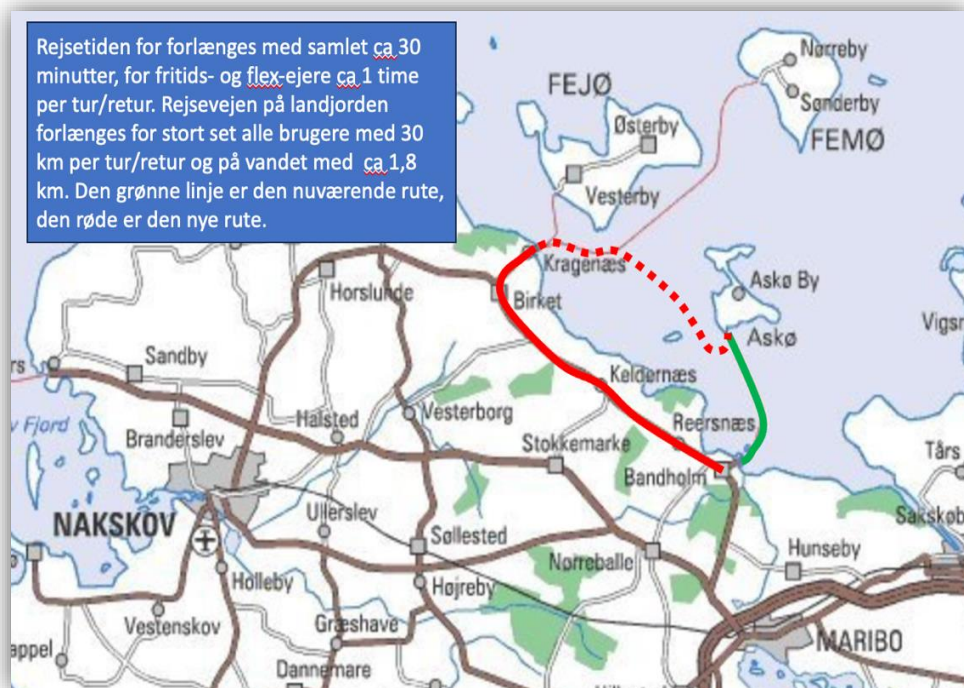 Rejsetiden for forlænges med samlet ca 30
minutter, for fritids- og flex-ejere ca 1 time
per tur/retur. Rejsevejen på landjorden
forlænges for stort set alle brugere med 30
km per tur/retur og på vandet med ca 1,8
km. Den grønne linje er den nuværende rute,
den røde er den nye rute.
Nørreby
FEJØ
Sønderby
Østerby
FEMØ
Vesterby
Kragenæs
Askø By
Horslunde
Birket
Askø
Sandby
Keldernæs
Halsted
Vesterborg
Reersnæs
Fjord
Branderslev
Stokkemarke
Tårs
Bandholm
NAKSKOV
Ullerslev
Søllested
Nørreballe
Hunseby
Holleby
Højreby
Vestenskov
Græshave
MARIBO
Dannemare